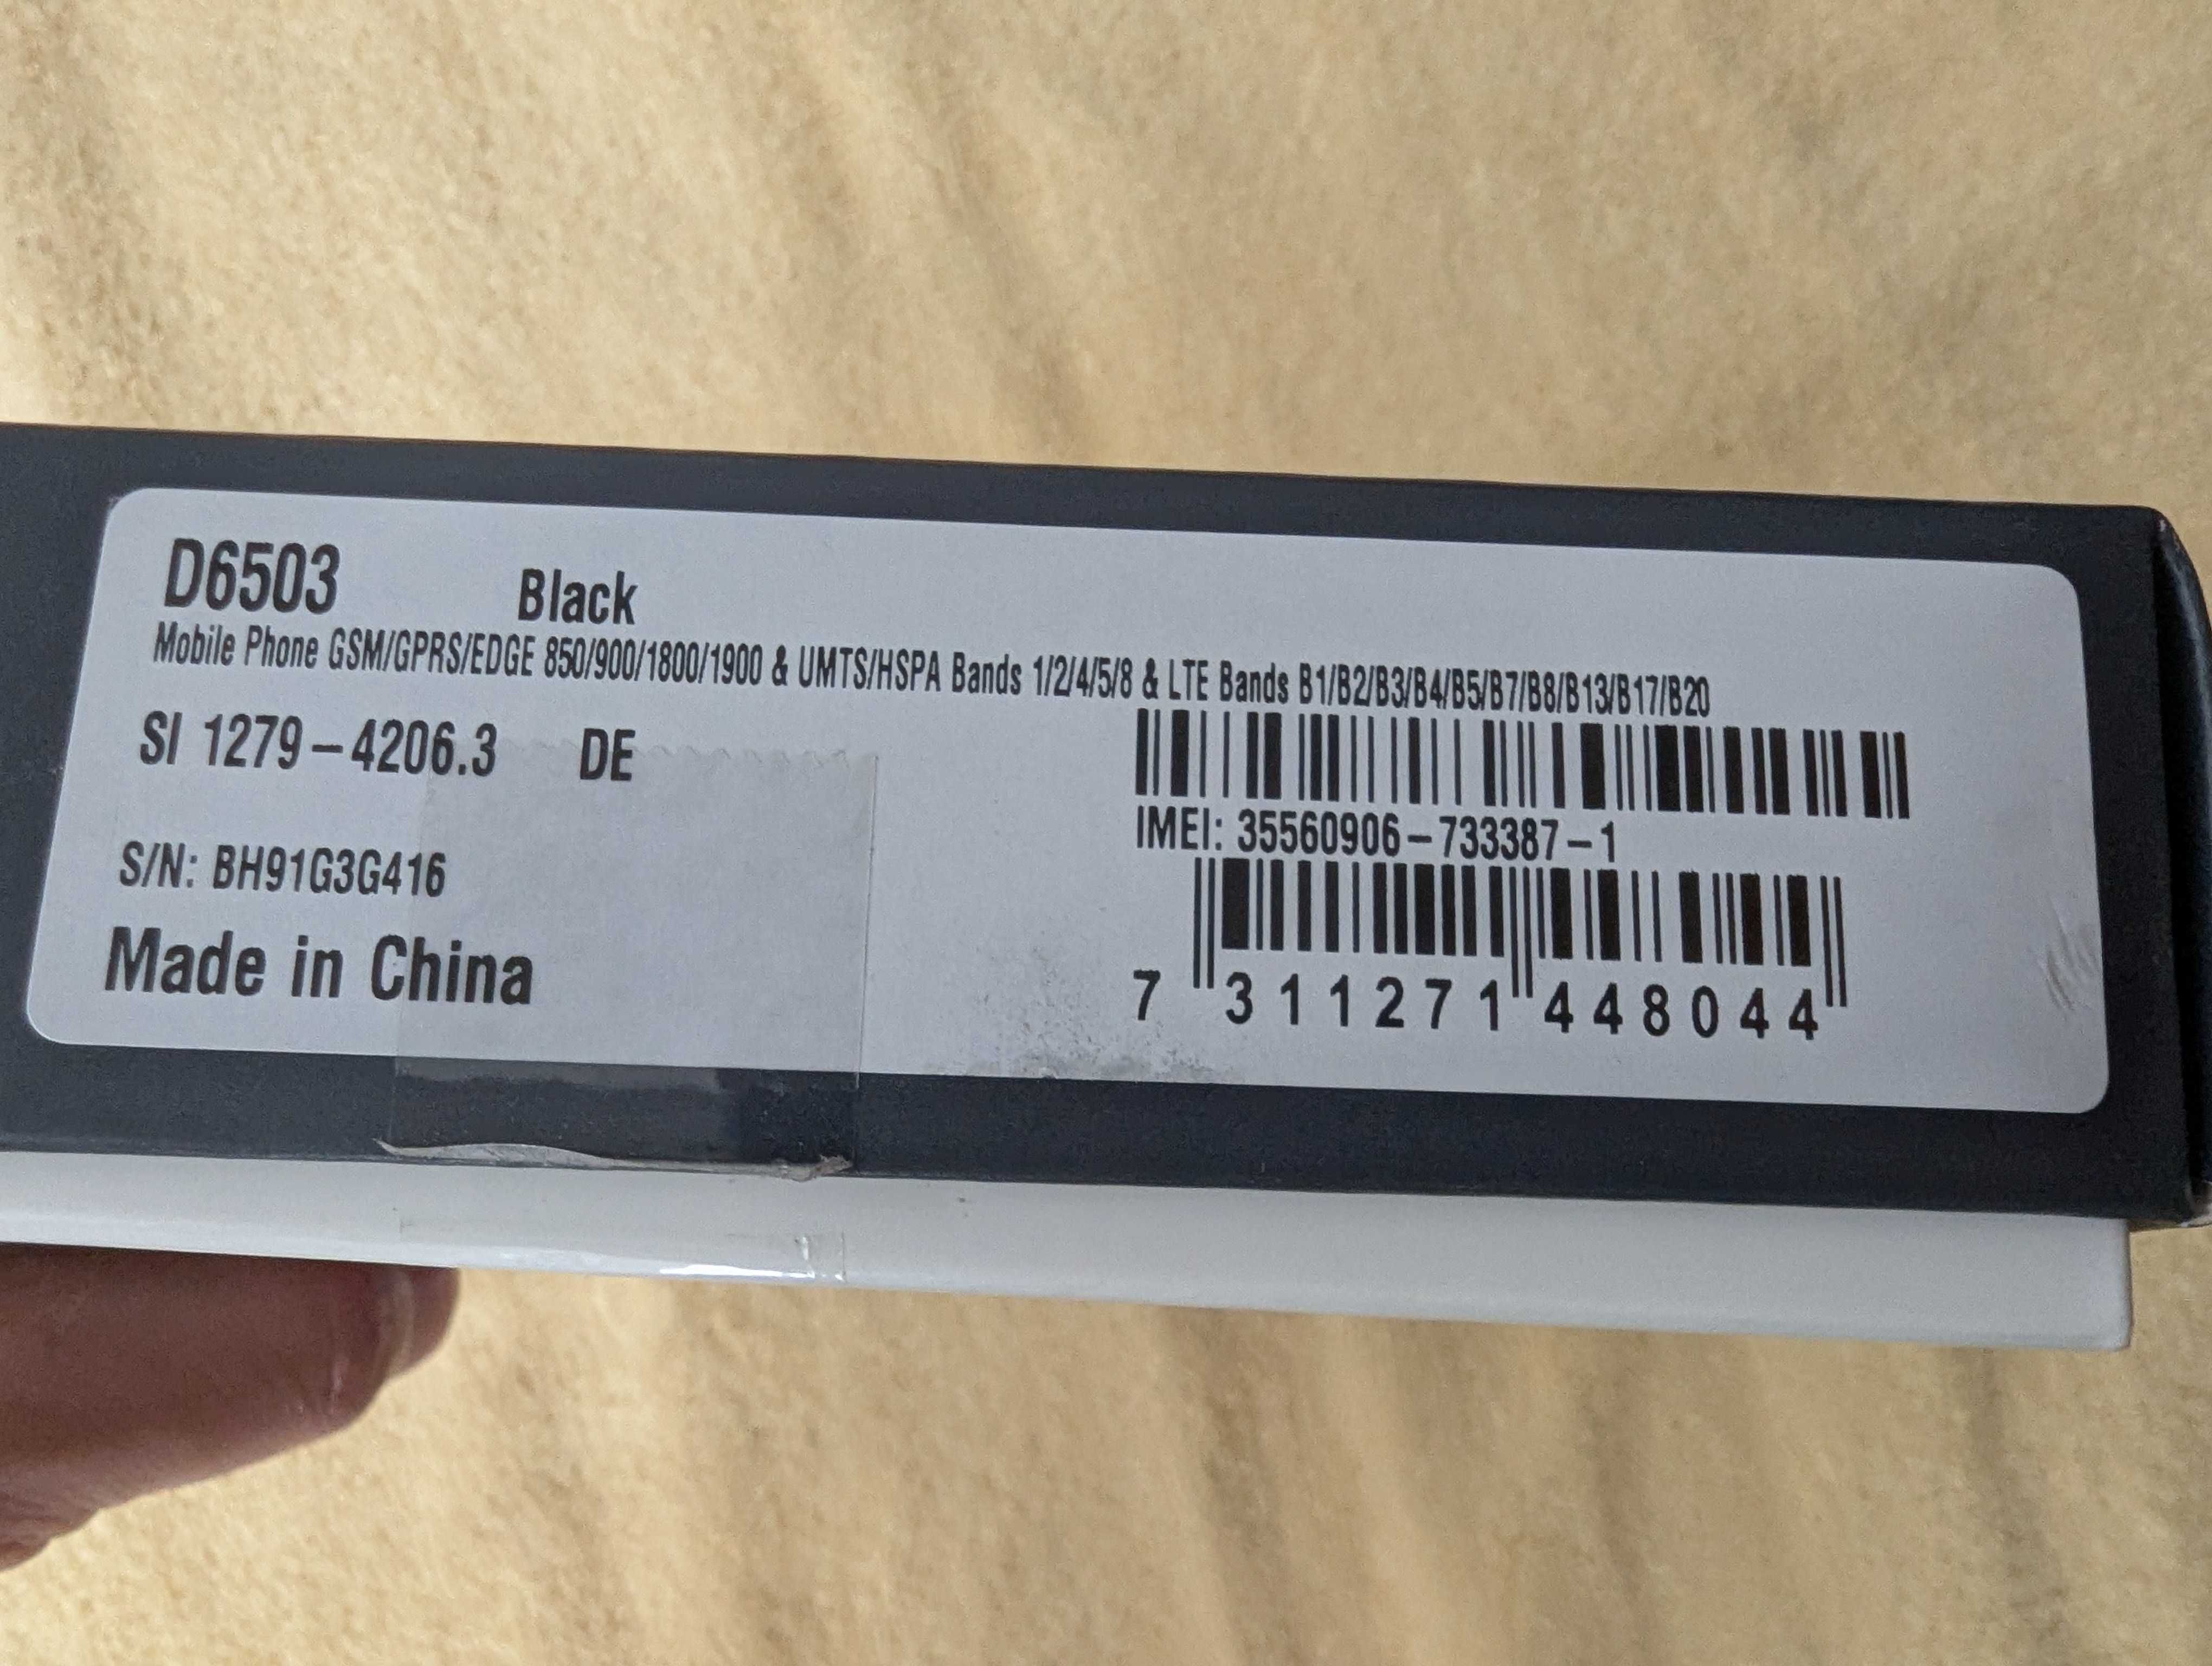 D6503 Black
Mobile Phone GSM/GPRS/EDGE 850/900/1800/1900 & UMTS/HSPA Bands 1/2/4/5/8 & LTE Bands B1/B2/B3/B4/B5/B7/B8/B13/B17/B20
SI 1279-4206.3 DE
IMEI: 35560906-733387-1
S/N: BH91G3G416
Made in China
7 311271 448044